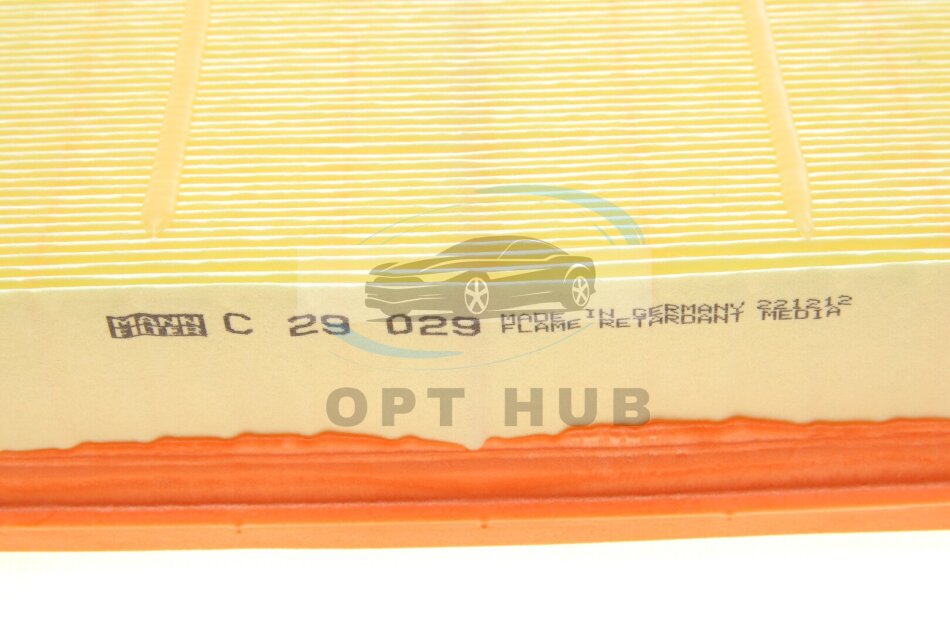 MANN FILTER C 29 029 MADE IN GERMANY 221212
FLAME RETARDANT MEDIA
OPT HUB